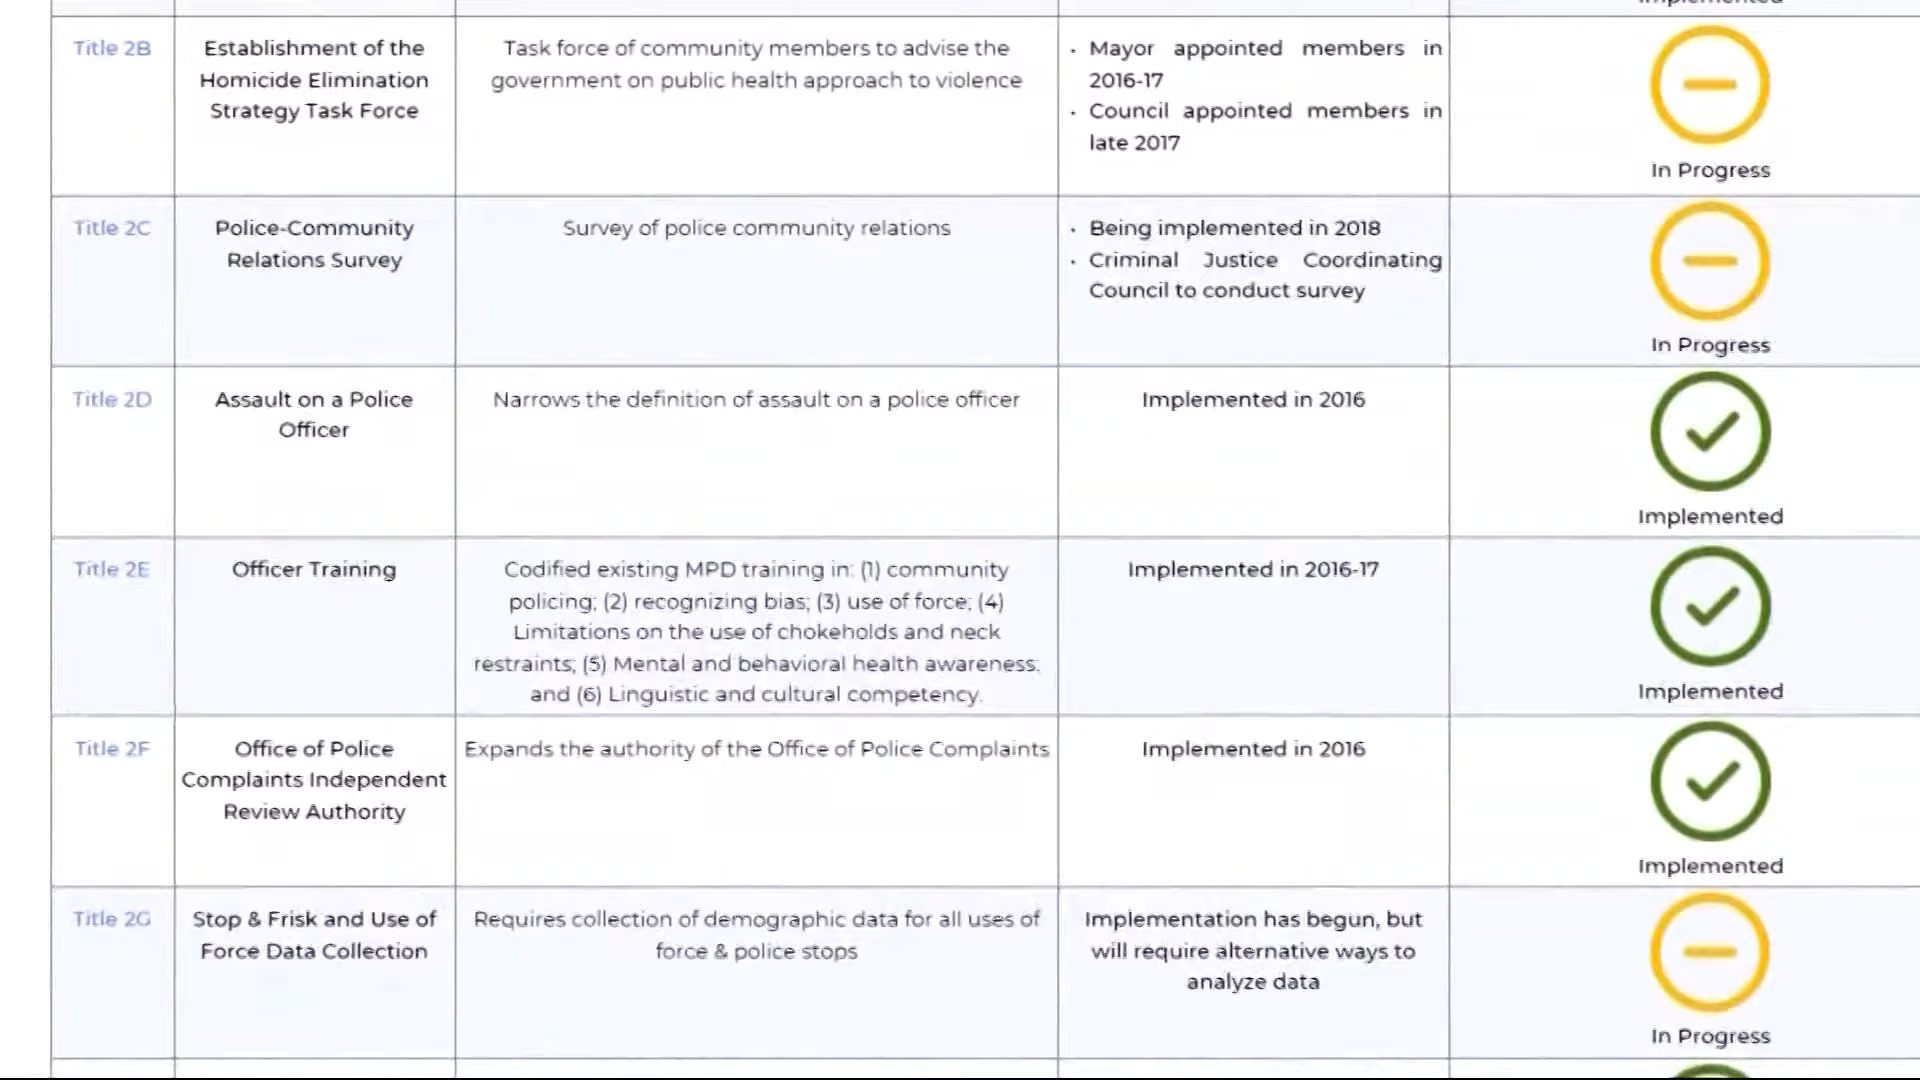 Implemented
Title 2B
Establishment of the
Homicide Elimination
Strategy Task Force
Task force of community members to advise the
government on public health approach to violence
· Mayor appointed members in
2016-17
· Council appointed members in
late 2017
In Progress
Title 2C
Police-Community
Relations Survey
Survey of police community relations
· Being implemented in 2018
· Criminal Justice Coordinating
Council to conduct survey
In Progress
Title 2D
Assault on a Police
Officer
Narrows the definition of assault on a police officer
Implemented in 2016
Implemented
Title 2E
Officer Training
Codified existing MPD training in: (1) community
policing; (2) recognizing bias; (3) use of force; (4)
Limitations on the use of chokeholds and neck
restraints; (5) Mental and behavioral health awareness;
and (6) Linguistic and cultural competency.
Implemented in 2016-17
Implemented
Title 2F
Office of Police
Complaints Independent
Review Authority
Expands the authority of the Office of Police Complaints
Implemented in 2016
Implemented
Title 2G
Stop & Frisk and Use of
Force Data Collection
Requires collection of demographic data for all uses of
force & police stops
Implementation has begun, but
will require alternative ways to
analyze data
In Progress